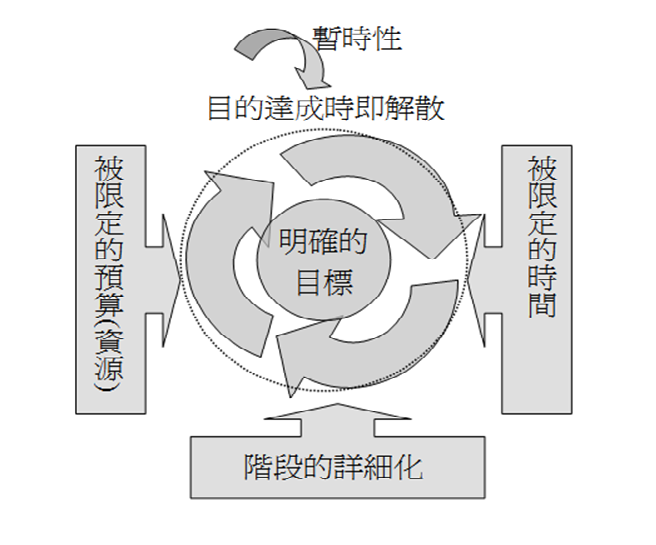 暫時性
目的達成時即解散
被限定的預算(資源)
明確的
目標
被限定的時間
階段的詳細化